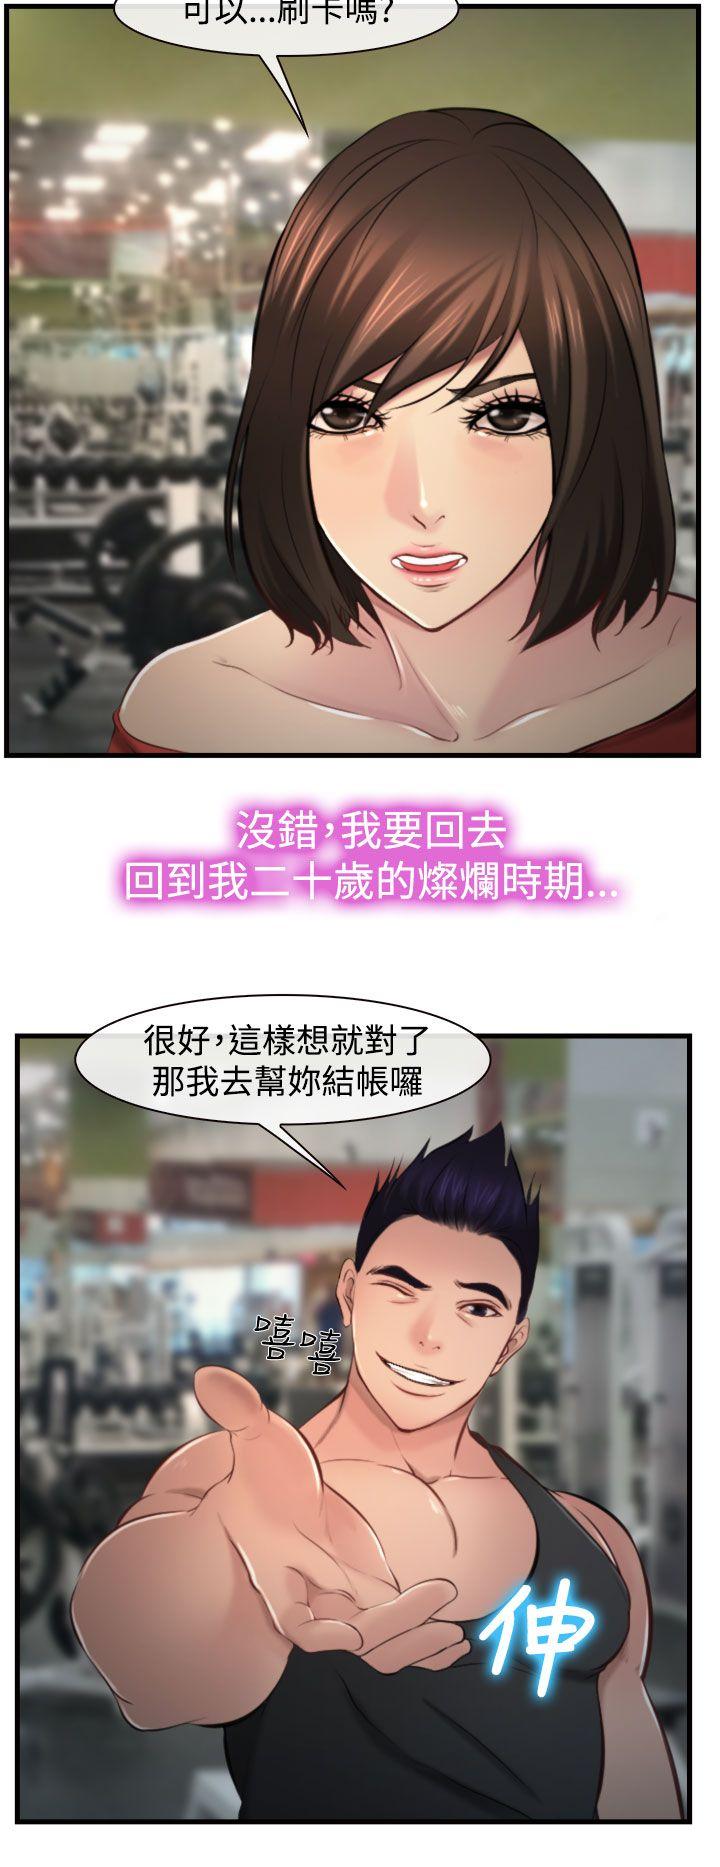 可以...刷卡嗎?
沒錯，我要回去
回到我二十歲的燦爛時期...
很好，這樣想就對了
那我去幫妳結帳囉
嘻嘻
伸